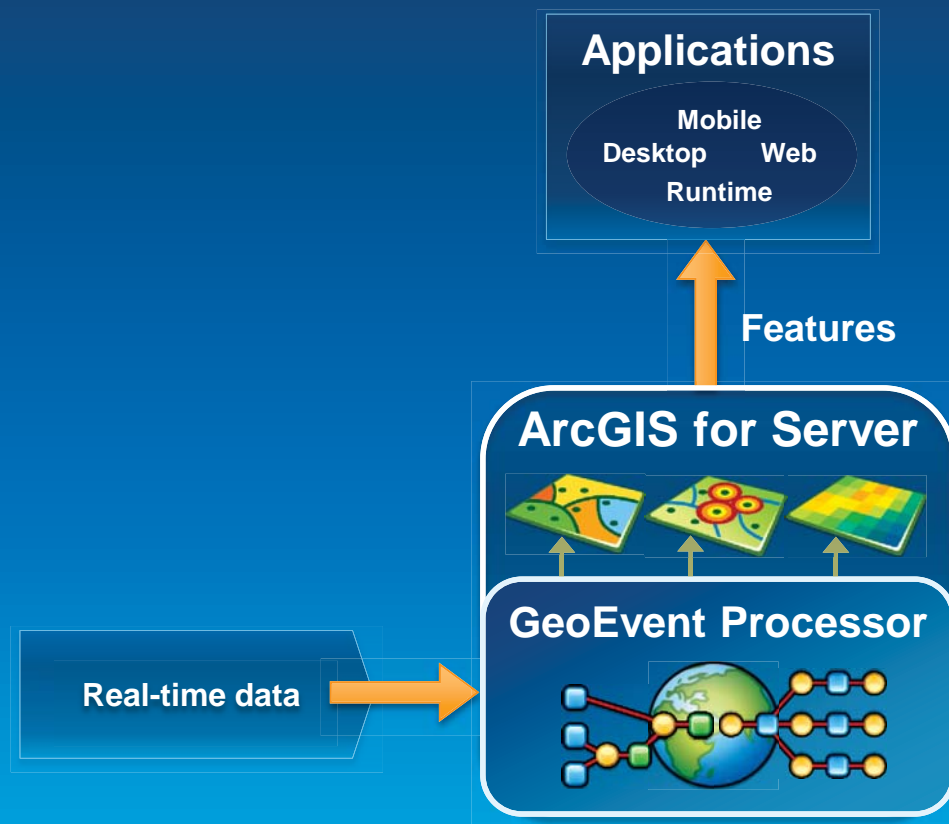 Applications
Mobile
Desktop Web
Runtime
Features
ArcGIS for Server
GeoEvent Processor
Real-time data